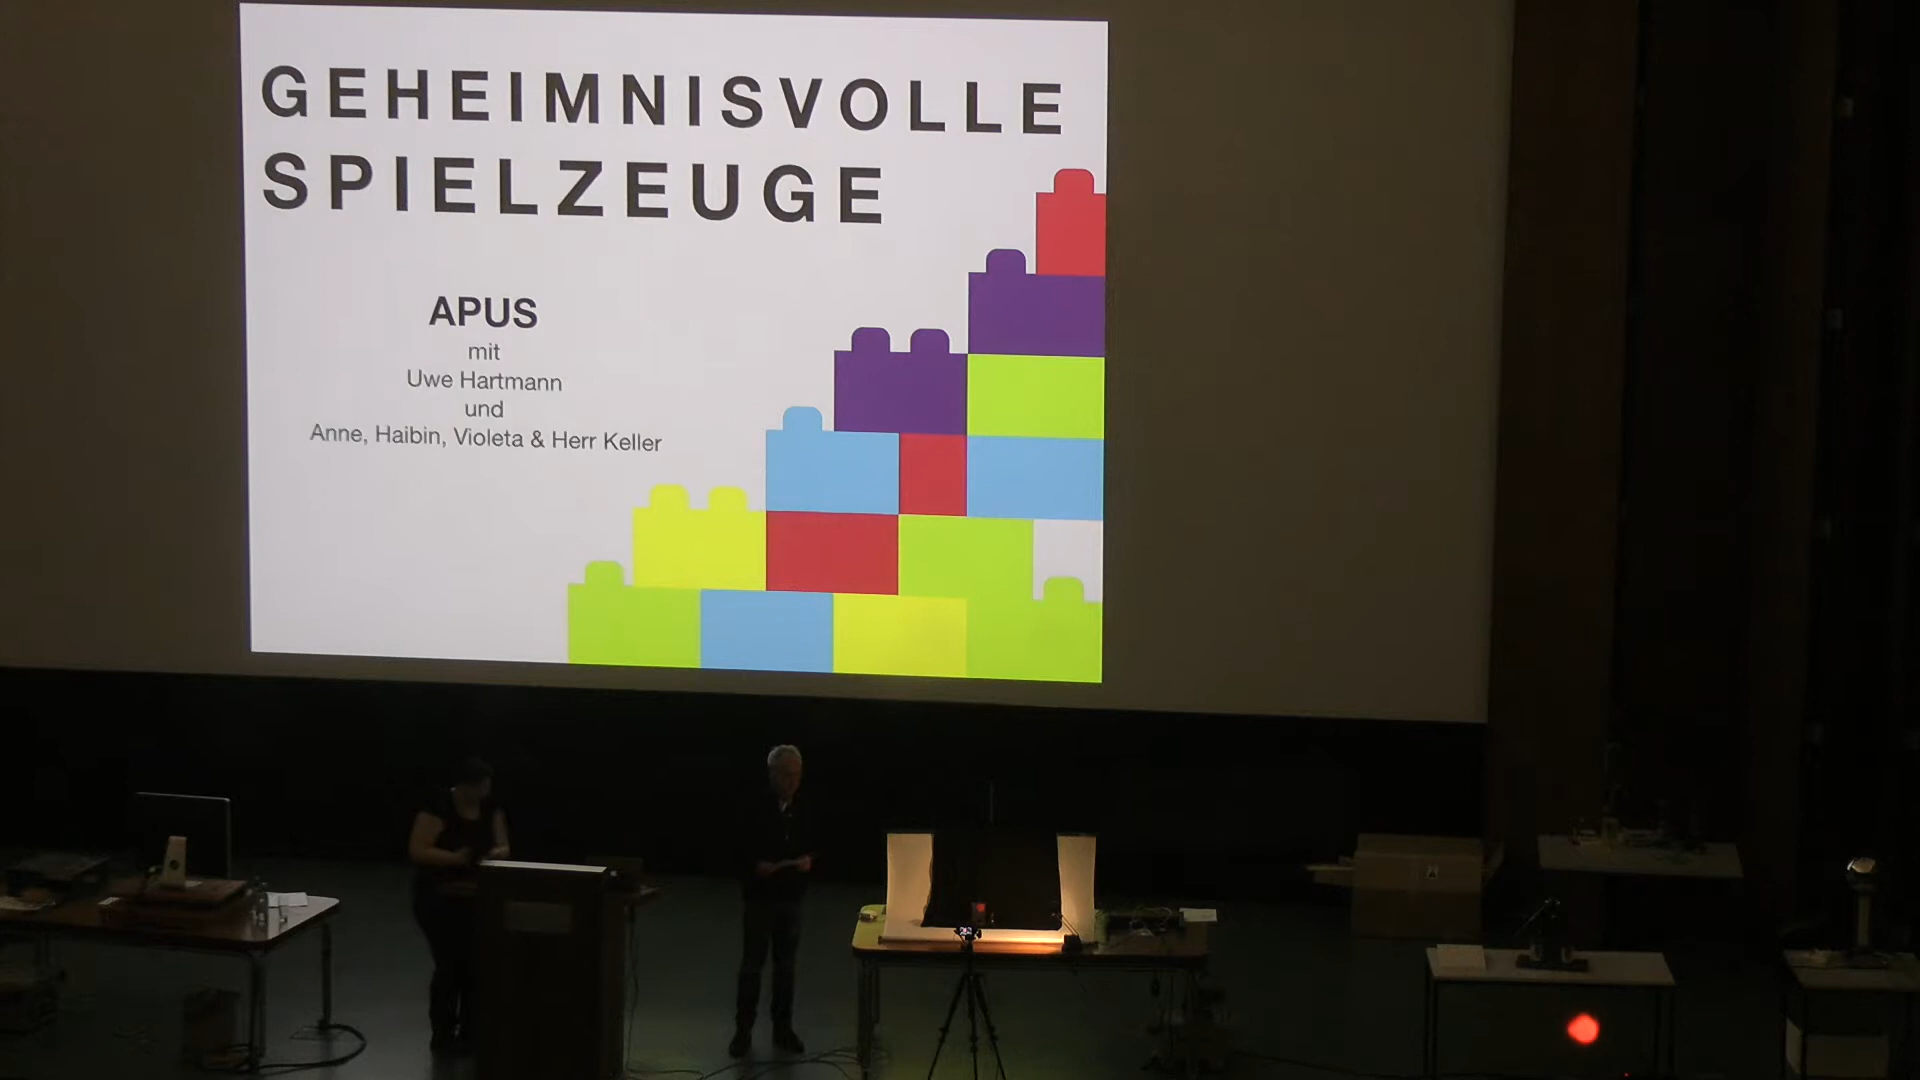 GEHEIMNISVOLLE
SPIELZEUGE
APUS
mit
Uwe Hartmann
und
Anne, Haibin, Violeta & Herr Keller